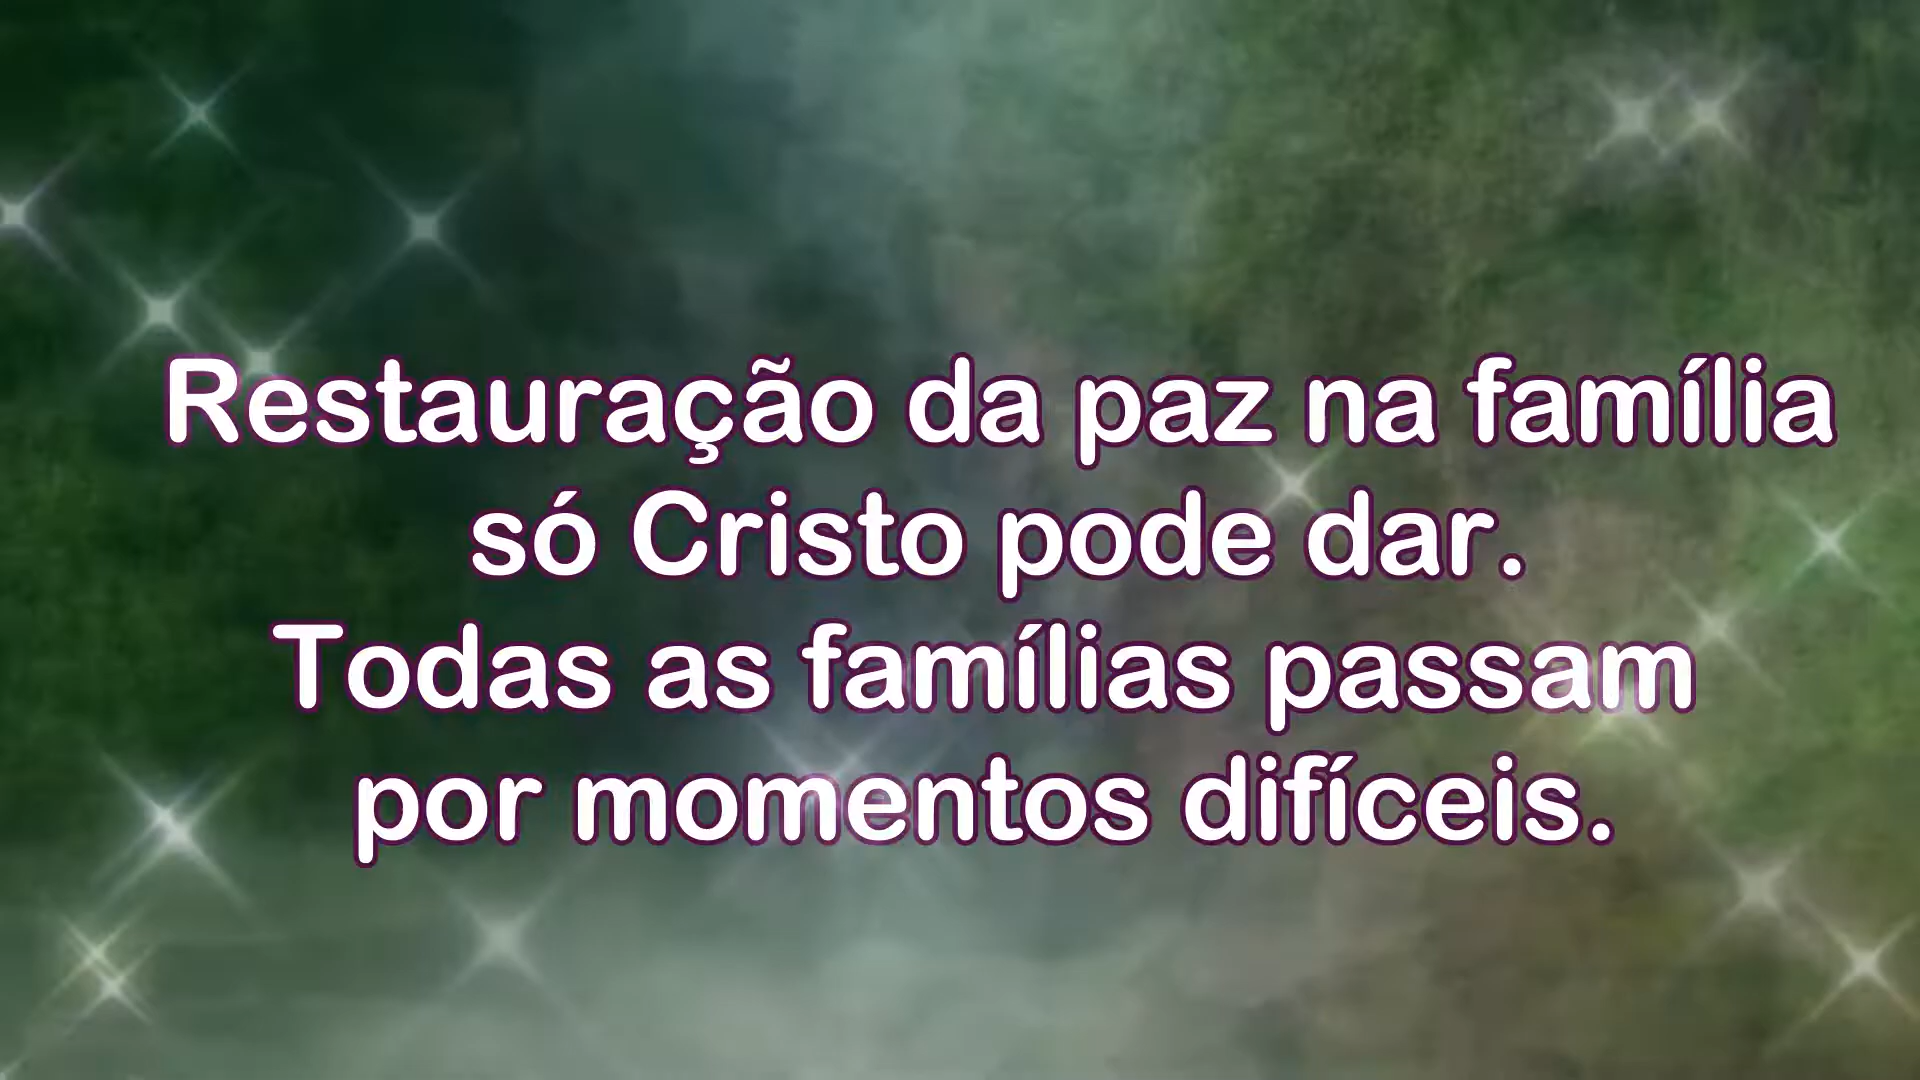 Restauração da paz na família
só Cristo pode dar.
Todas as famílias passam
por momentos difíceis.